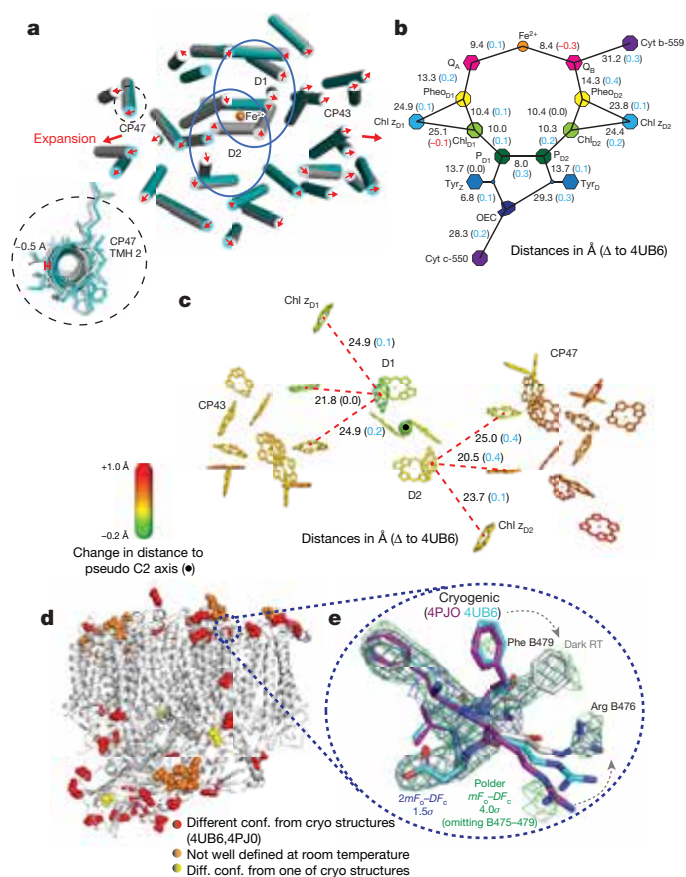 a
D1
Fe2+
CP47
CP43
Expansion
D2
~0.5 A
H
CP47
TMH 2
b
9.4 (0.1)
Fe2+
8.4 (−0.3)
Cyt b-559
QA
QB
31.2 (0.3)
13.3 (0.2)
14.3 (0.4)
PheoD1
PheoD2
24.9 (0.1)
10.4 (0.1)
10.4 (0.0)
23.8 (0.1)
Chl zD1
Chl zD2
25.1
(−0.1)
ChlD1
10.0
(0.1)
10.3
(0.2)
ChlD2
24.4
(0.2)
PD1
PD2
13.7 (0.0)
8.0
(0.3)
13.7 (0.1)
TyrZ
TyrD
6.8 (0.1)
29.3 (0.3)
OEC
28.3 (0.2)
Distances in Å (Δ to 4UB6)
Cyt c-550
c
Chl zD1
24.9 (0.1)
D1
CP47
CP43
21.8 (0.0)
24.9 (0.2)
25.0 (0.4)
20.5 (0.4)
D2
23.7 (0.1)
Chl zD2
+1.0 Å
−0.2 Å
Distances in Å (Δ to 4UB6)
Change in distance to
pseudo C2 axis (●)
d
Different conf. from cryo structures
(4UB6,4PJ0)
Not well defined at room temperature
Diff. conf. from one of cryo structures
e
Cryogenic
(4PJO 4UB6)
Phe B479
Dark RT
Arg B476
2mFo–DFc
1.5σ
Polder
mFo–DFc
4.0σ
(omitting B475–479)